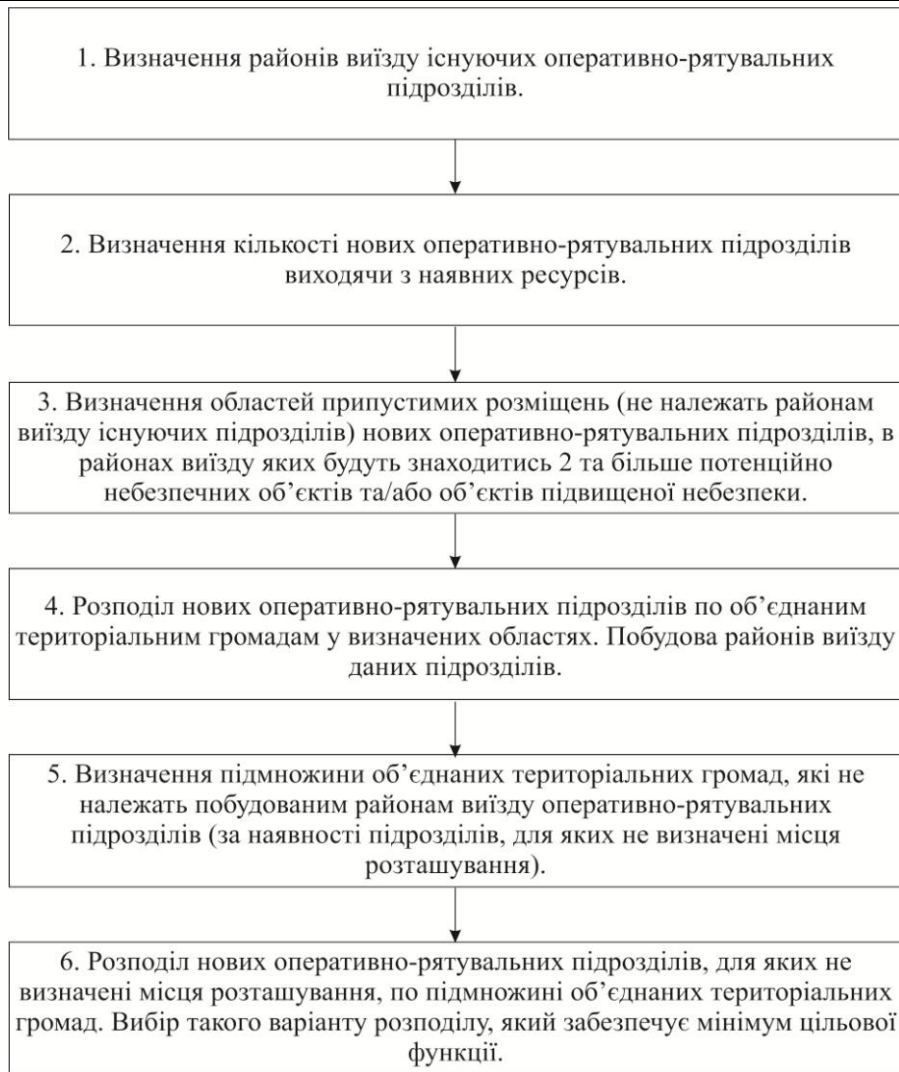 1. Визначення районів виїзду існуючих оперативно-рятувальних
підрозділів.
2. Визначення кількості нових оперативно-рятувальних підрозділів
виходячи з наявних ресурсів.
3. Визначення областей припустимих розміщень (не належать районам
виїзду існуючих підрозділів) нових оперативно-рятувальних підрозділів, в
районах виїзду яких будуть знаходитись 2 та більше потенційно
небезпечних об’єктів та/або об’єктів підвищеної небезпеки.
4. Розподіл нових оперативно-рятувальних підрозділів по об’єднаним
територіальним громадам у визначених областях. Побудова районів виїзду
даних підрозділів.
5. Визначення підмножини об’єднаних територіальних громад, які не
належать побудованим районам виїзду оперативно-рятувальних
підрозділів (за наявності підрозділів, для яких не визначені місця
розташування).
6. Розподіл нових оперативно-рятувальних підрозділів, для яких не
визначені місця розташування, по підмножині об’єднаних територіальних
громад. Вибір такого варіанту розподілу, який забезпечує мінімум цільової
функції.